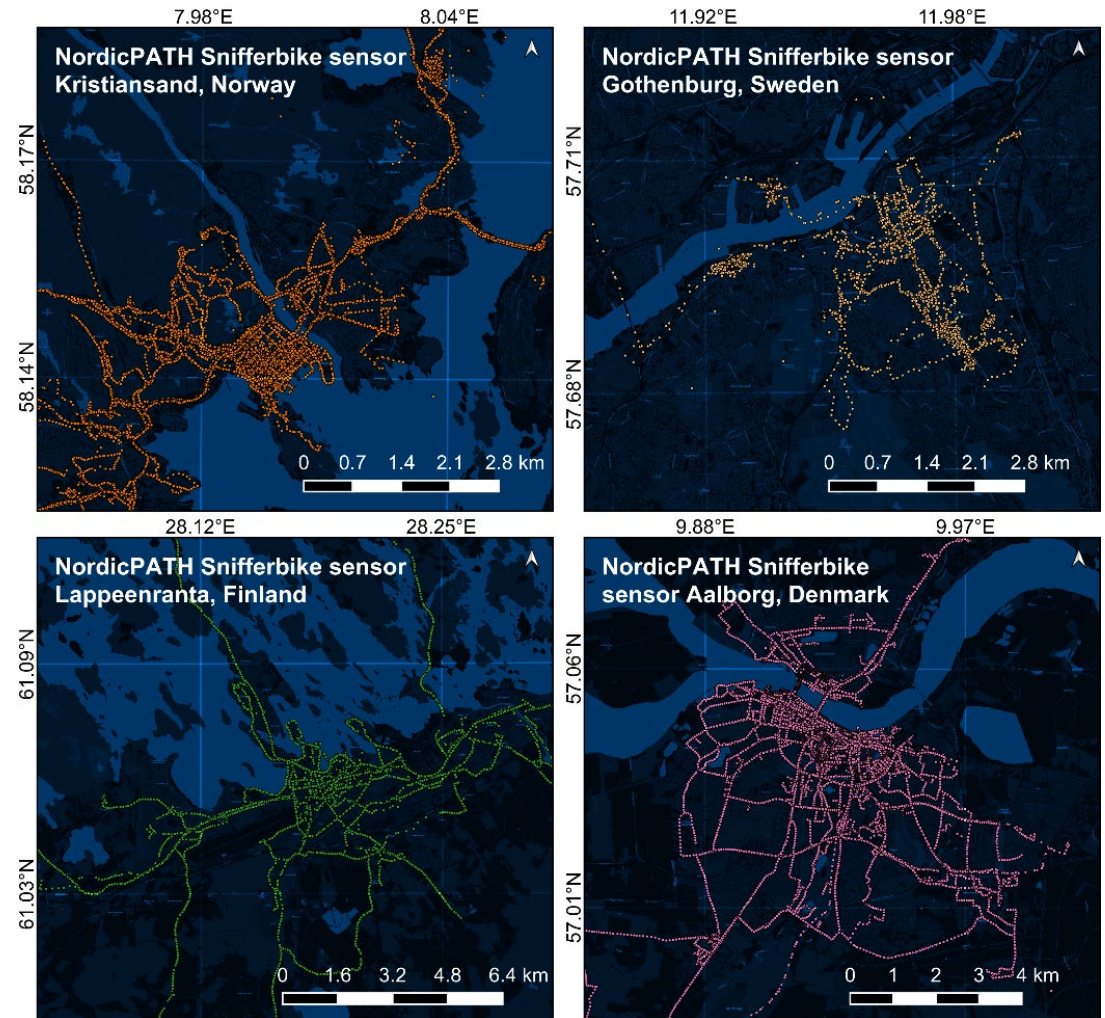 7.98°E 8.04°E
NordicPATH Snifferbike sensor
Kristiansand, Norway
58.17°N
58.14°N
0 0.7 1.4 2.1 2.8 km
11.92°E 11.98°E
NordicPATH Snifferbike sensor
Gothenburg, Sweden
57.71°N
57.68°N
0 0.7 1.4 2.1 2.8 km
28.12°E 28.25°E
NordicPATH Snifferbike sensor
Lappeenranta, Finland
61.09°N
61.03°N
0 1.6 3.2 4.8 6.4 km
9.88°E 9.97°E
NordicPATH Snifferbike
sensor Aalborg, Denmark
57.06°N
57.01°N
0 1 2 3 4 km